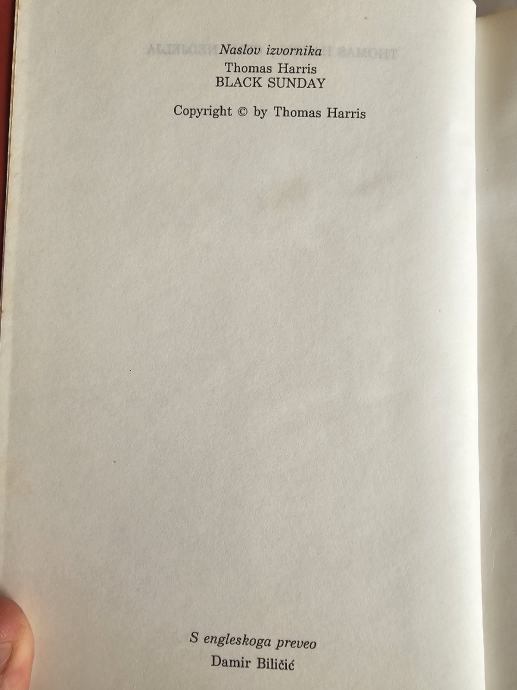 Naslov izvornika
Thomas Harris
BLACK SUNDAY
Copyright © by Thomas Harris
S engleskoga preveo
Damir Biličić